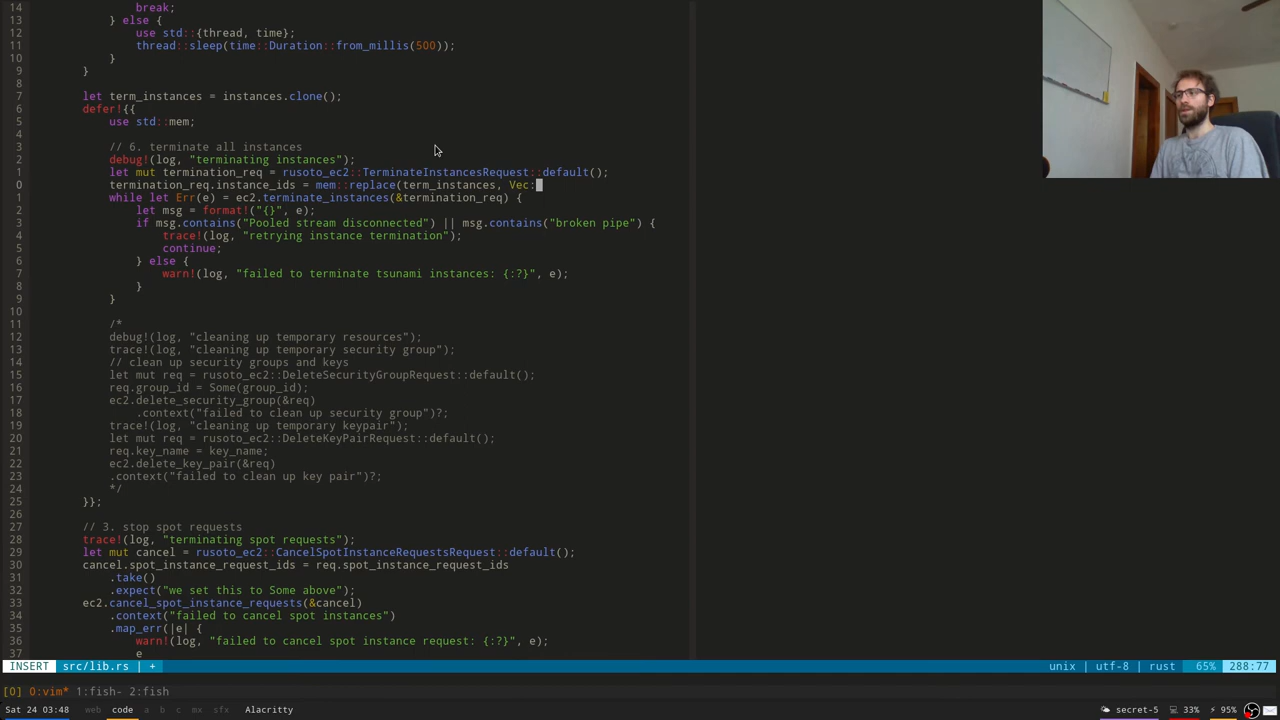 14                break;
13            } else {
12                use std::{thread, time};
11                thread::sleep(time::Duration::from_millis(500));
10            }
9        }
8
7        let term_instances = instances.clone();
6        defer!{{
5            use std::mem;
4
3            // 6. terminate all instances
2            debug!(log, "terminating instances");
1            let mut termination_req = rusoto_ec2::TerminateInstancesRequest::default();
0            termination_req.instance_ids = mem::replace(term_instances, Vec:
1            while let Err(e) = ec2.terminate_instances(&termination_req) {
2                let msg = format!("{}", e);
3                if msg.contains("Pooled stream disconnected") || msg.contains("broken pipe") {
4                    trace!(log, "retrying instance termination");
5                    continue;
6                } else {
7                    warn!(log, "failed to terminate tsunami instances: {:?}", e);
8                }
9            }
10
11            /*
12            debug!(log, "cleaning up temporary resources");
13            trace!(log, "cleaning up temporary security group");
14            // clean up security groups and keys
15            let mut req = rusoto_ec2::DeleteSecurityGroupRequest::default();
16            req.group_id = Some(group_id);
17            ec2.delete_security_group(&req)
18                .context("failed to clean up security group")?;
19            trace!(log, "cleaning up temporary keypair");
20            let mut req = rusoto_ec2::DeleteKeyPairRequest::default();
21            req.key_name = key_name;
22            ec2.delete_key_pair(&req)
23            .context("failed to clean up key pair")?;
24            */
25        }};
26
27        // 3. stop spot requests
28        trace!(log, "terminating spot requests");
29        let mut cancel = rusoto_ec2::CancelSpotInstanceRequestsRequest::default();
30        cancel.spot_instance_request_ids = req.spot_instance_request_ids
31            .take()
32            .expect("we set this to Some above");
33        ec2.cancel_spot_instance_requests(&cancel)
34            .context("failed to cancel spot instances")
35            .map_err(|e| {
36                warn!(log, "failed to cancel spot instance request: {:?}", e);
37                e
INSERT src/lib.rs | + unix | utf-8 | rust 65% 288:77
[0] 0:vim* 1:fish- 2:fish
Sat 24 03:48 web code a b c mx sfx Alacritty secret-5 33% 95%